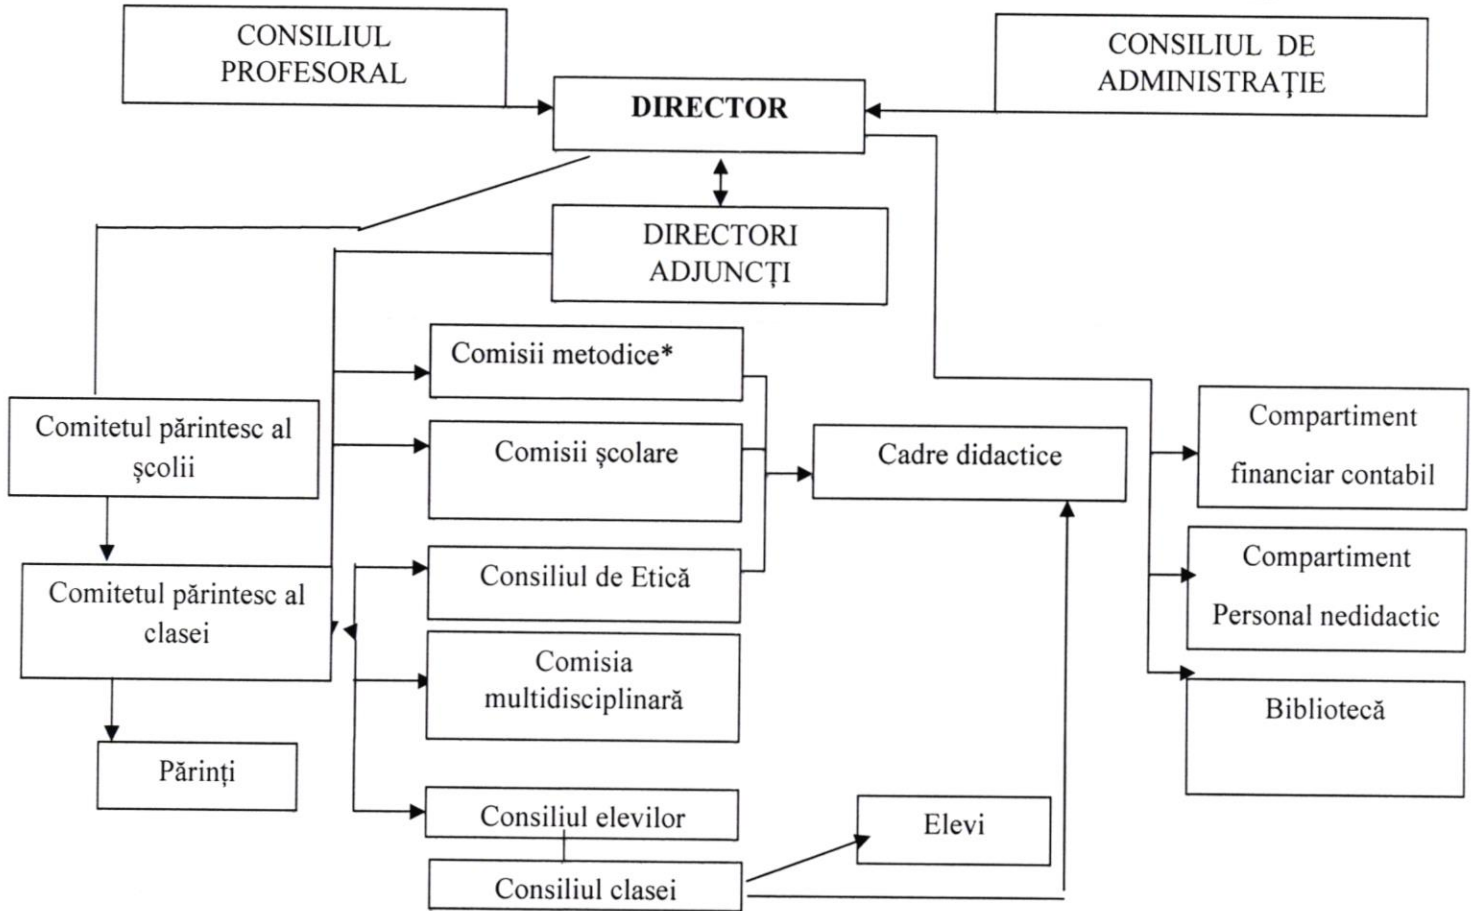 CONSILIUL
PROFESORAL
CONSILIUL DE
ADMINISTRAŢIE
DIRECTOR
DIRECTORI
ADJUNCȚI
Comisii metodice*
Comitetul părintesc al
școlii
Comisii școlare
Cadre didactice
Compartiment
financiar contabil
Comitetul părintesc al
clasei
Consiliul de Etică
Compartiment
Personal nedidactic
Comisia
multidisciplinară
Bibliotecă
Părinți
Consiliul elevilor
Elevi
Consiliul clasei